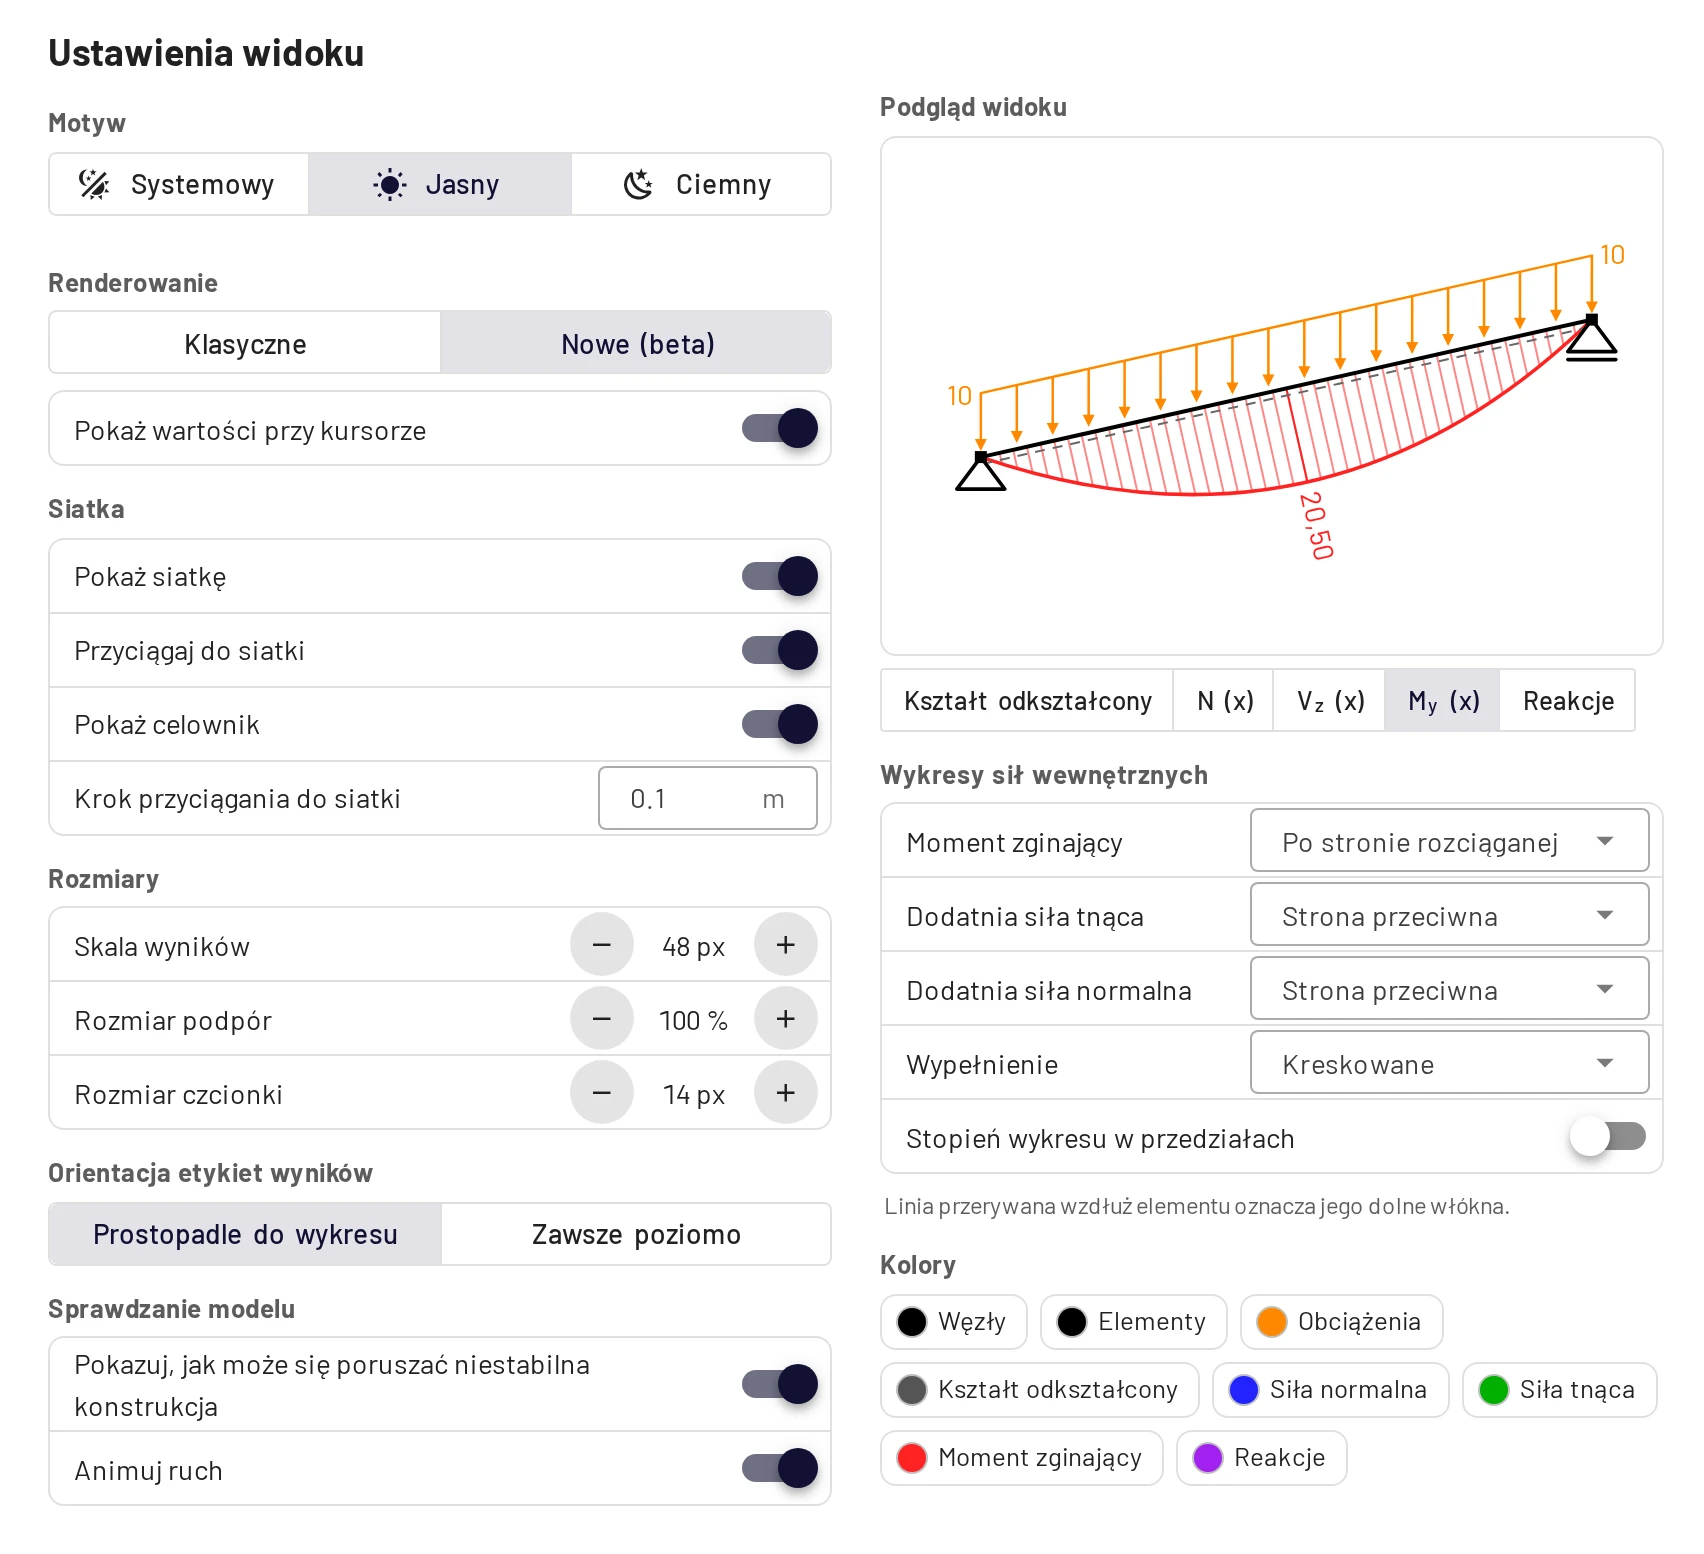 Ustawienia widoku
Motyw
Systemowy
Jasny
Ciemny
Renderowanie
Klasyczne
Nowe (beta)
Pokaż wartości przy kursorze
Siatka
Pokaż siatkę
Przyciągaj do siatki
Pokaż celownik
Krok przyciągania do siatki
0.1 m
Rozmiary
Skala wyników
− 48 px +
Rozmiar podpór
− 100 % +
Rozmiar czcionki
− 14 px +
Orientacja etykiet wyników
Prostopadle do wykresu
Zawsze poziomo
Sprawdzanie modelu
Pokazuj, jak może się poruszać niestabilna
konstrukcja
Animuj ruch
Podgląd widoku
10
10
20,50
Kształt odkształcony
N (x)
Vz (x)
My (x)
Reakcje
Wykresy sił wewnętrznych
Moment zginający
Po stronie rozciąganej
Dodatnia siła tnąca
Strona przeciwna
Dodatnia siła normalna
Strona przeciwna
Wypełnienie
Kreskowane
Stopień wykresu w przedziałach
Linia przerywana wzdłuż elementu oznacza jego dolne włókna.
Kolory
Węzły
Elementy
Obciążenia
Kształt odkształcony
Siła normalna
Siła tnąca
Moment zginający
Reakcje